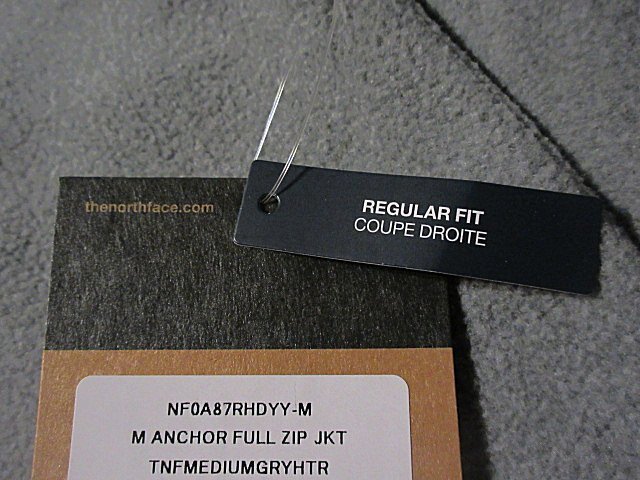 thenorthface.com
REGULAR FIT
COUPE DROITE
NF0A87RHDYY-M
M ANCHOR FULL ZIP JKT
TNFMEDIUMGRYHTR